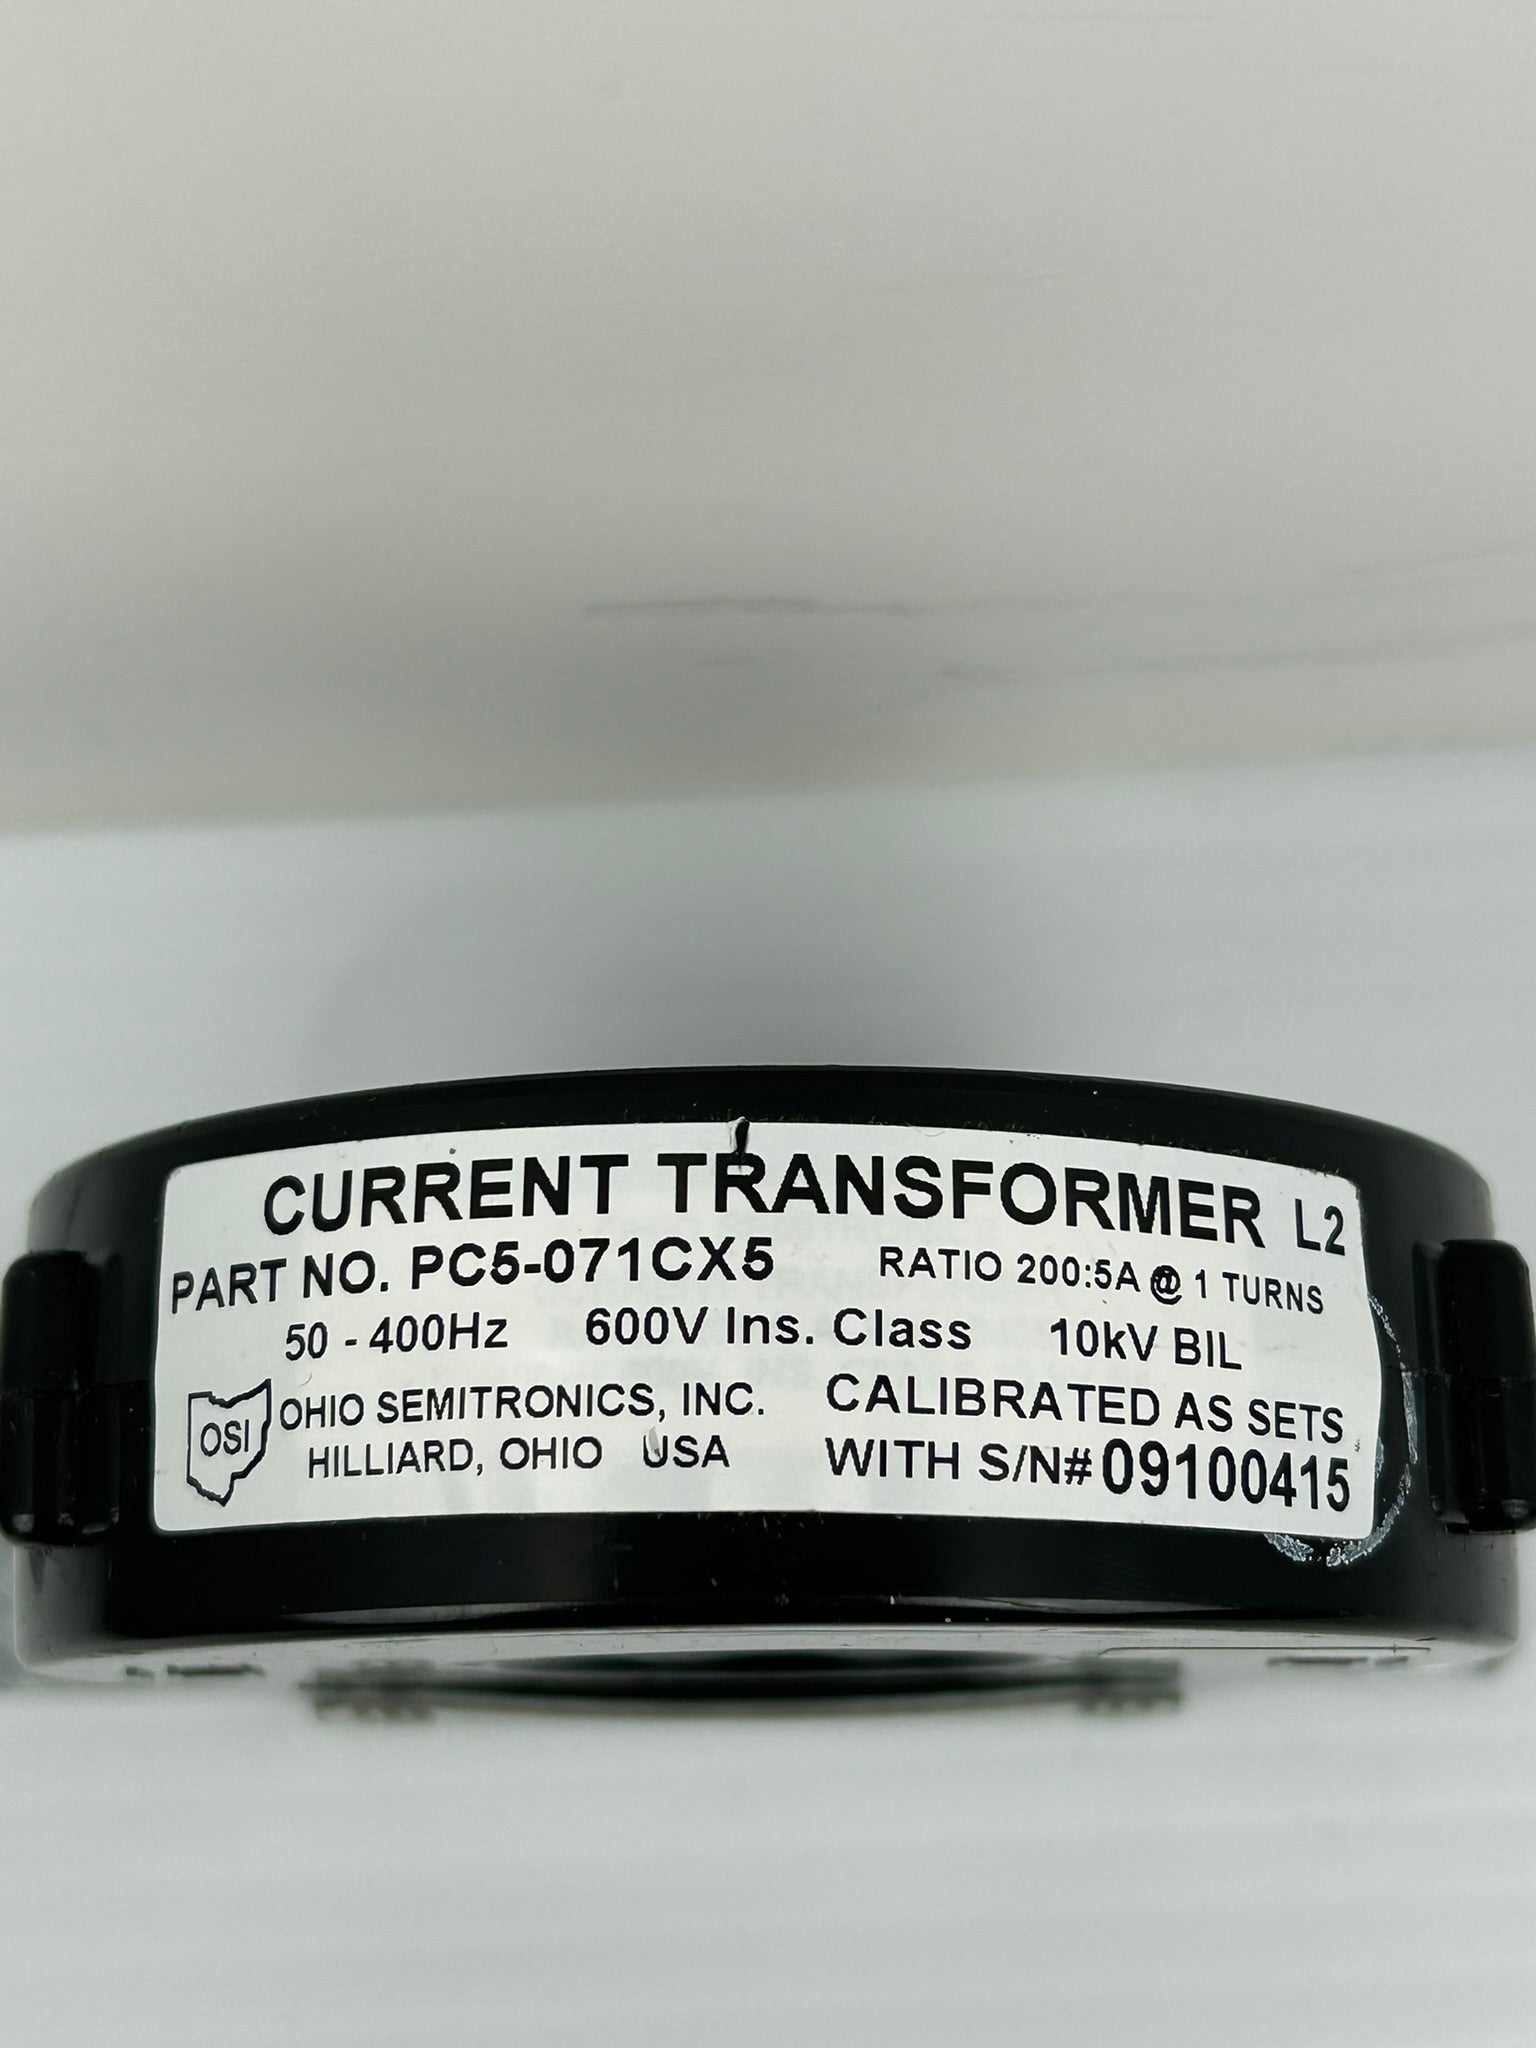 CURRENT TRANSFORMER L2
PART NO. PC5-071CX5 RATIO 200:5A @ 1 TURNS
50 - 400Hz 600V Ins. Class 10kV BIL
OSI OHIO SEMITRONICS, INC. CALIBRATED AS SETS
HILLIARD, OHIO USA WITH S/N# 09100415